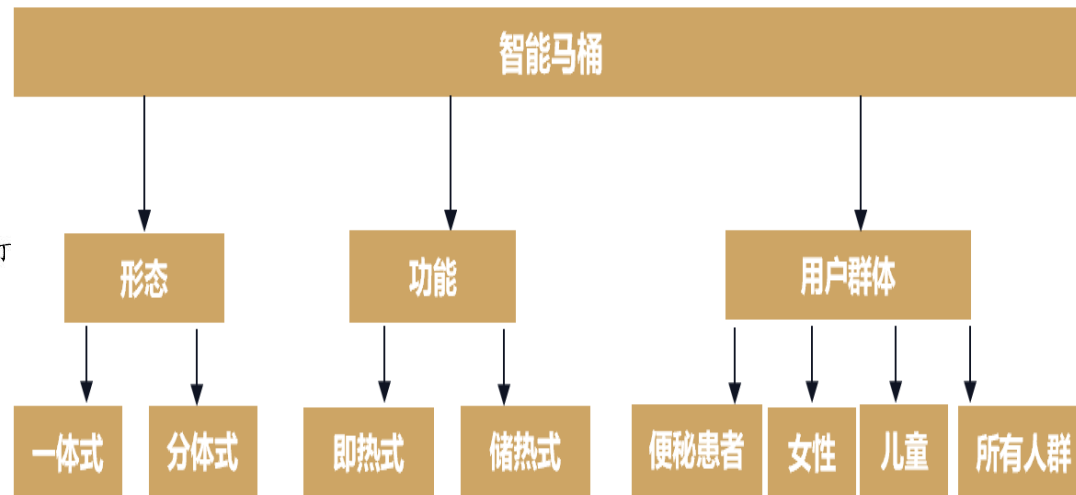 智能马桶
形态
功能
用户群体
一体式
分体式
即热式
储热式
便秘患者
女性
儿童
所有人群